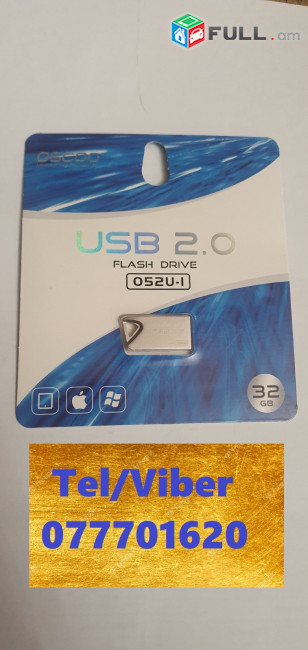 FULL.am
USB 2.0
FLASH DRIVE
052U-I
32
GB
Tel/Viber
077701620